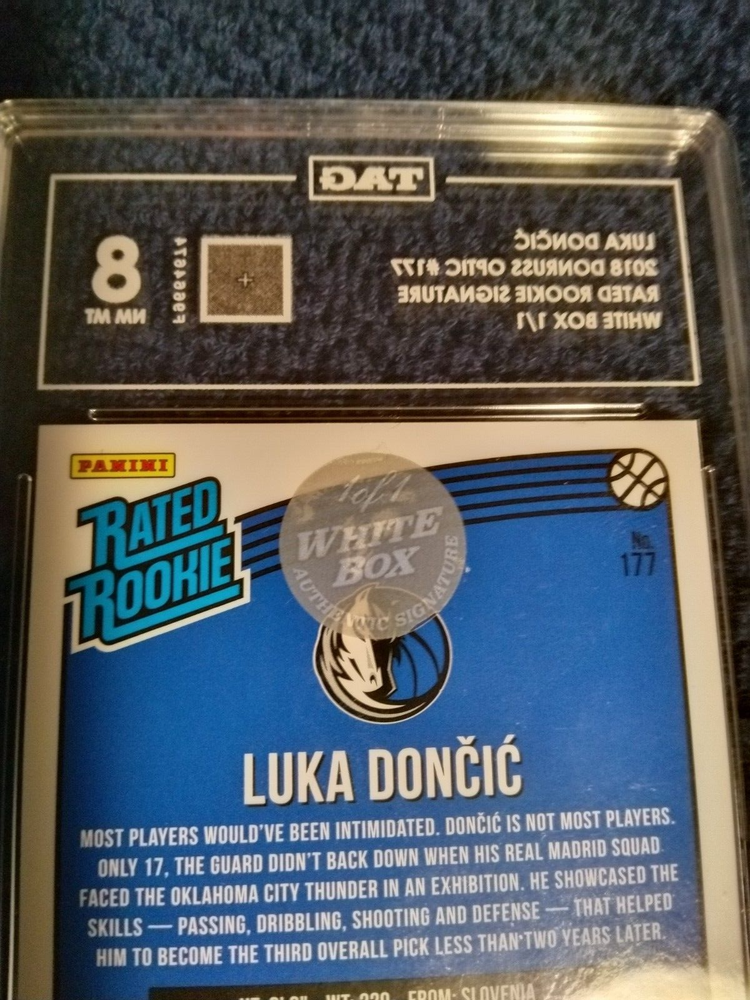 TAG
LUKA DONČIĆ
2018 DONRUSS OPTIC #177
RATED ROOKIE SIGNATURE
WHITE BOX 1/1
8
NM MT
F9664674
PANINI
RATED
ROOKIE
1 of 1
WHITE
BOX
AUTHENTIC SIGNATURE
No.
177
LUKA DONČIĆ
MOST PLAYERS WOULD'VE BEEN INTIMIDATED. DONČIĆ IS NOT MOST PLAYERS.
ONLY 17, THE GUARD DIDN'T BACK DOWN WHEN HIS REAL MADRID SQUAD
FACED THE OKLAHOMA CITY THUNDER IN AN EXHIBITION. HE SHOWCASED THE
SKILLS — PASSING, DRIBBLING, SHOOTING AND DEFENSE — THAT HELPED
HIM TO BECOME THE THIRD OVERALL PICK LESS THAN TWO YEARS LATER.
FROM: SLOVENIA